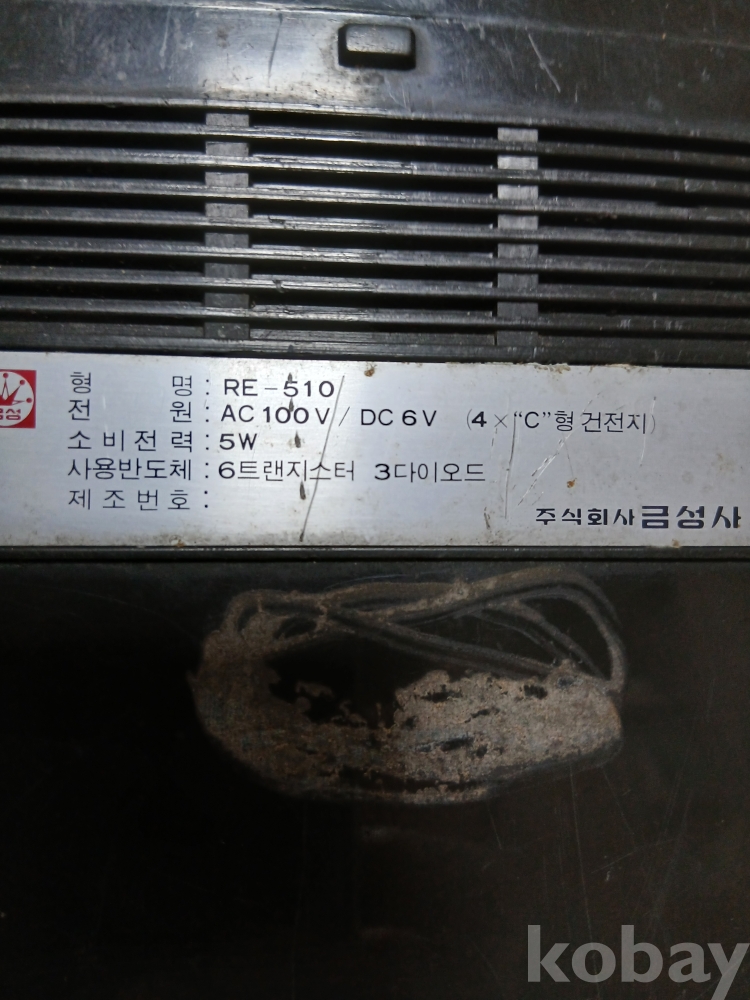 금성
형 명 : RE-510
전 원 : AC 100V / DC 6V (4×"C"형 건전지)
소비전력 : 5W
사용반도체 : 6트랜지스터 3다이오드
제조번호 :
주식회사 금성사
kobay